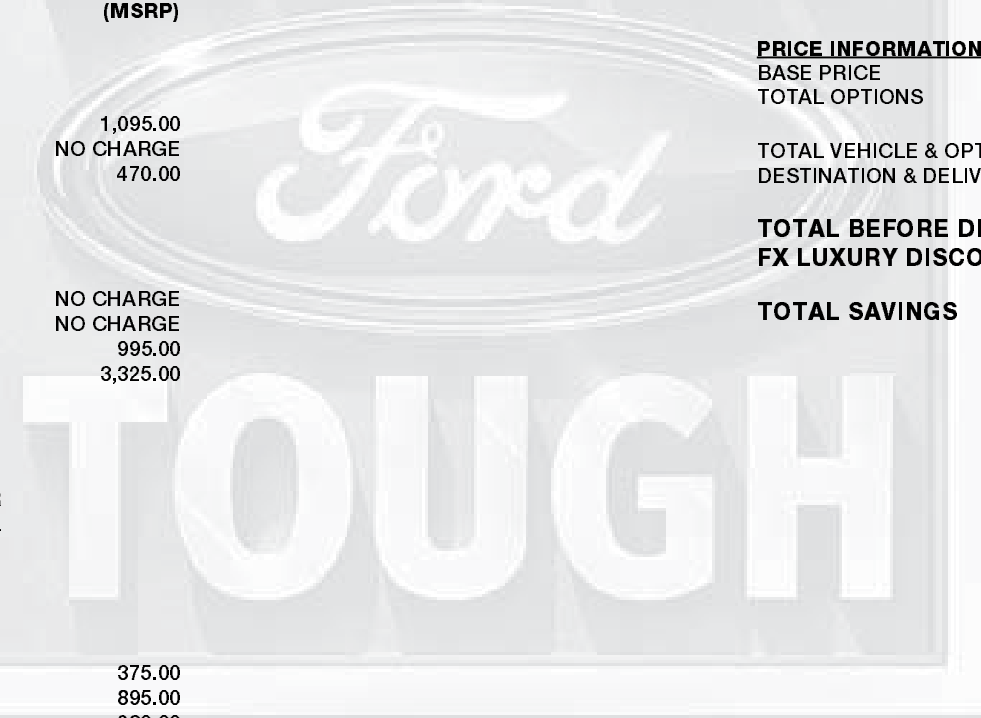 (MSRP)
1,095.00
NO CHARGE
470.00
NO CHARGE
NO CHARGE
995.00
3,325.00
375.00
895.00
PRICE INFORMATION
BASE PRICE
TOTAL OPTIONS
TOTAL VEHICLE & OPT
DESTINATION & DELIV
TOTAL BEFORE DI
FX LUXURY DISCO
TOTAL SAVINGS
Ford
TOUGH